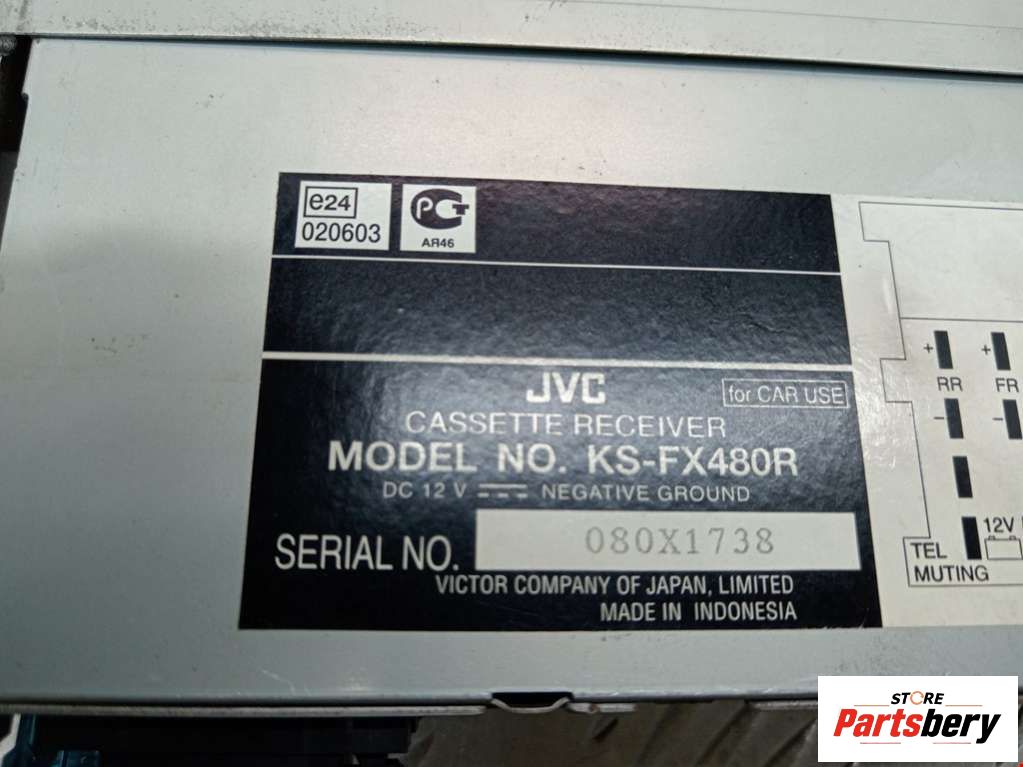 e24
020603
PCT
АЯ46
JVC
for CAR USE
CASSETTE RECEIVER
MODEL NO. KS-FX480R
DC 12 V NEGATIVE GROUND
SERIAL NO. 080X1738
VICTOR COMPANY OF JAPAN, LIMITED
MADE IN INDONESIA
+ +
RR FR
- -
12V
TEL
MUTING
STORE
Partsbery